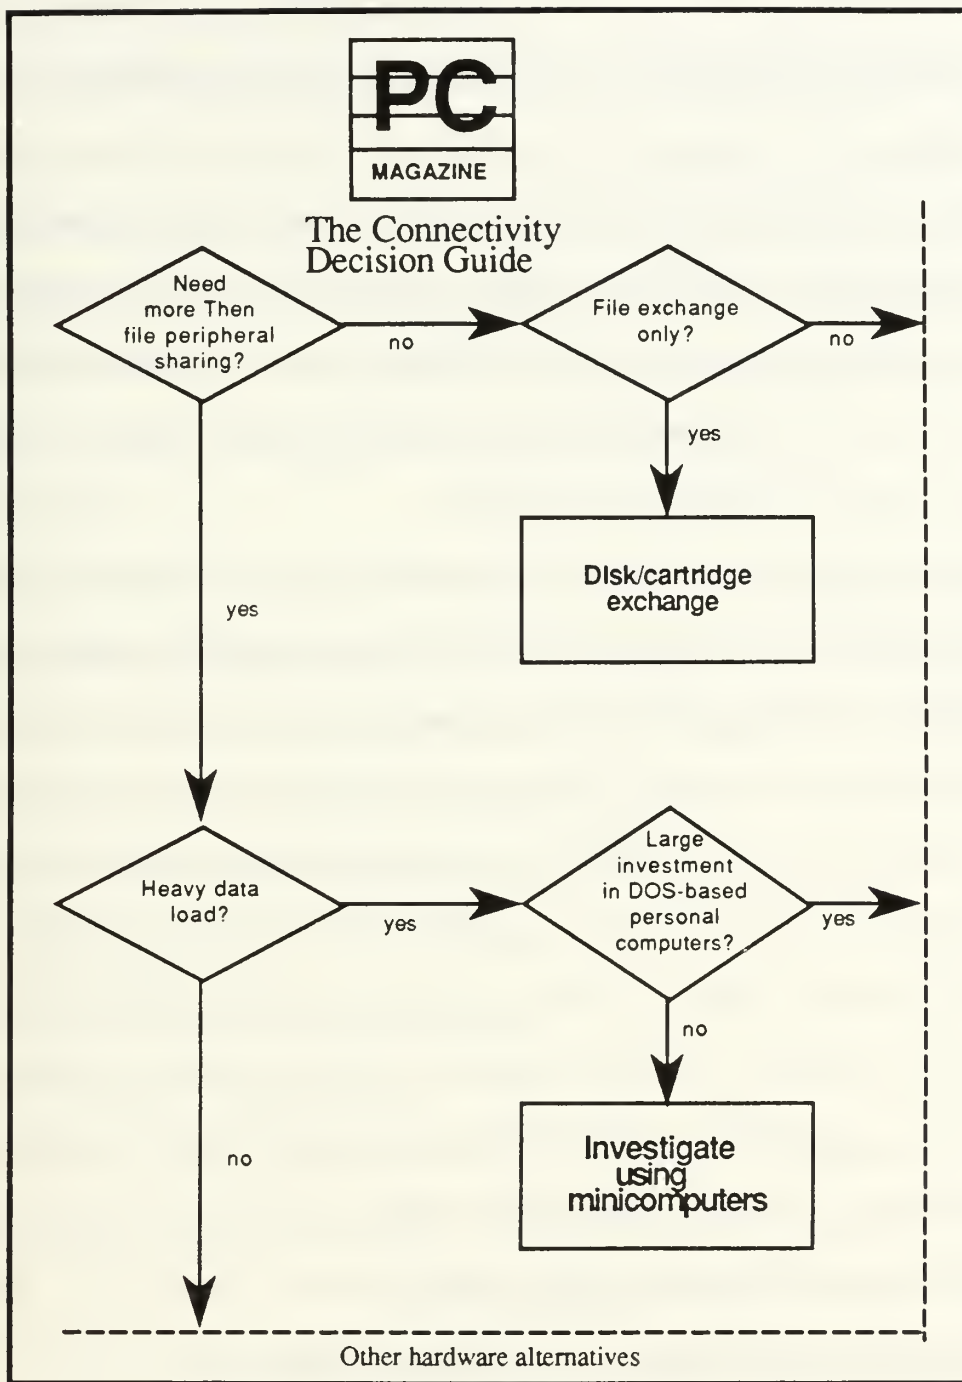 PC
MAGAZINE
The Connectivity
Decision Guide
Need
more Then
file peripheral
sharing?
no
File exchange
only?
no
yes
Disk/cartridge
exchange
yes
Heavy data
load?
yes
Large
investment
in DOS-based
personal
computers?
yes
no
Investigate
using
minicomputers
no
Other hardware alternatives